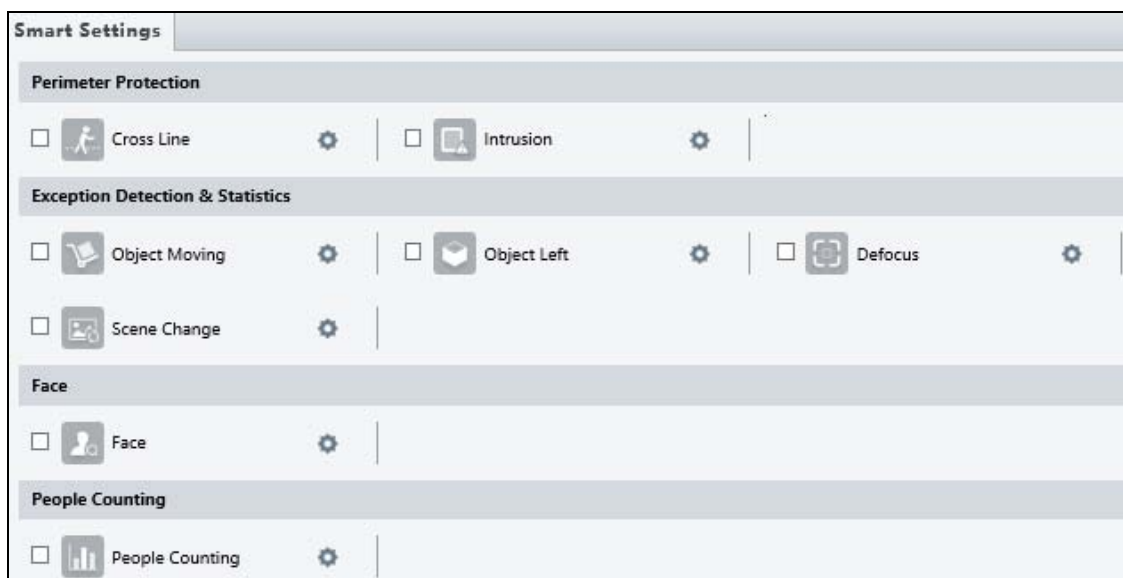 Smart Settings
Perimeter Protection
Cross Line
Intrusion
Exception Detection & Statistics
Object Moving
Object Left
Defocus
Scene Change
Face
Face
People Counting
People Counting